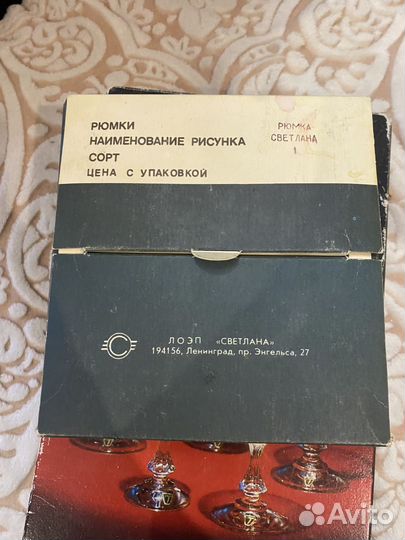 РЮМКИ
НАИМЕНОВАНИЕ РИСУНКА
СОРТ
ЦЕНА С УПАКОВКОЙ
РЮМКА
СВЕТЛАНА
1
ЛОЭП «СВЕТЛАНА»
194156, Ленинград, пр. Энгельса, 27
Avito